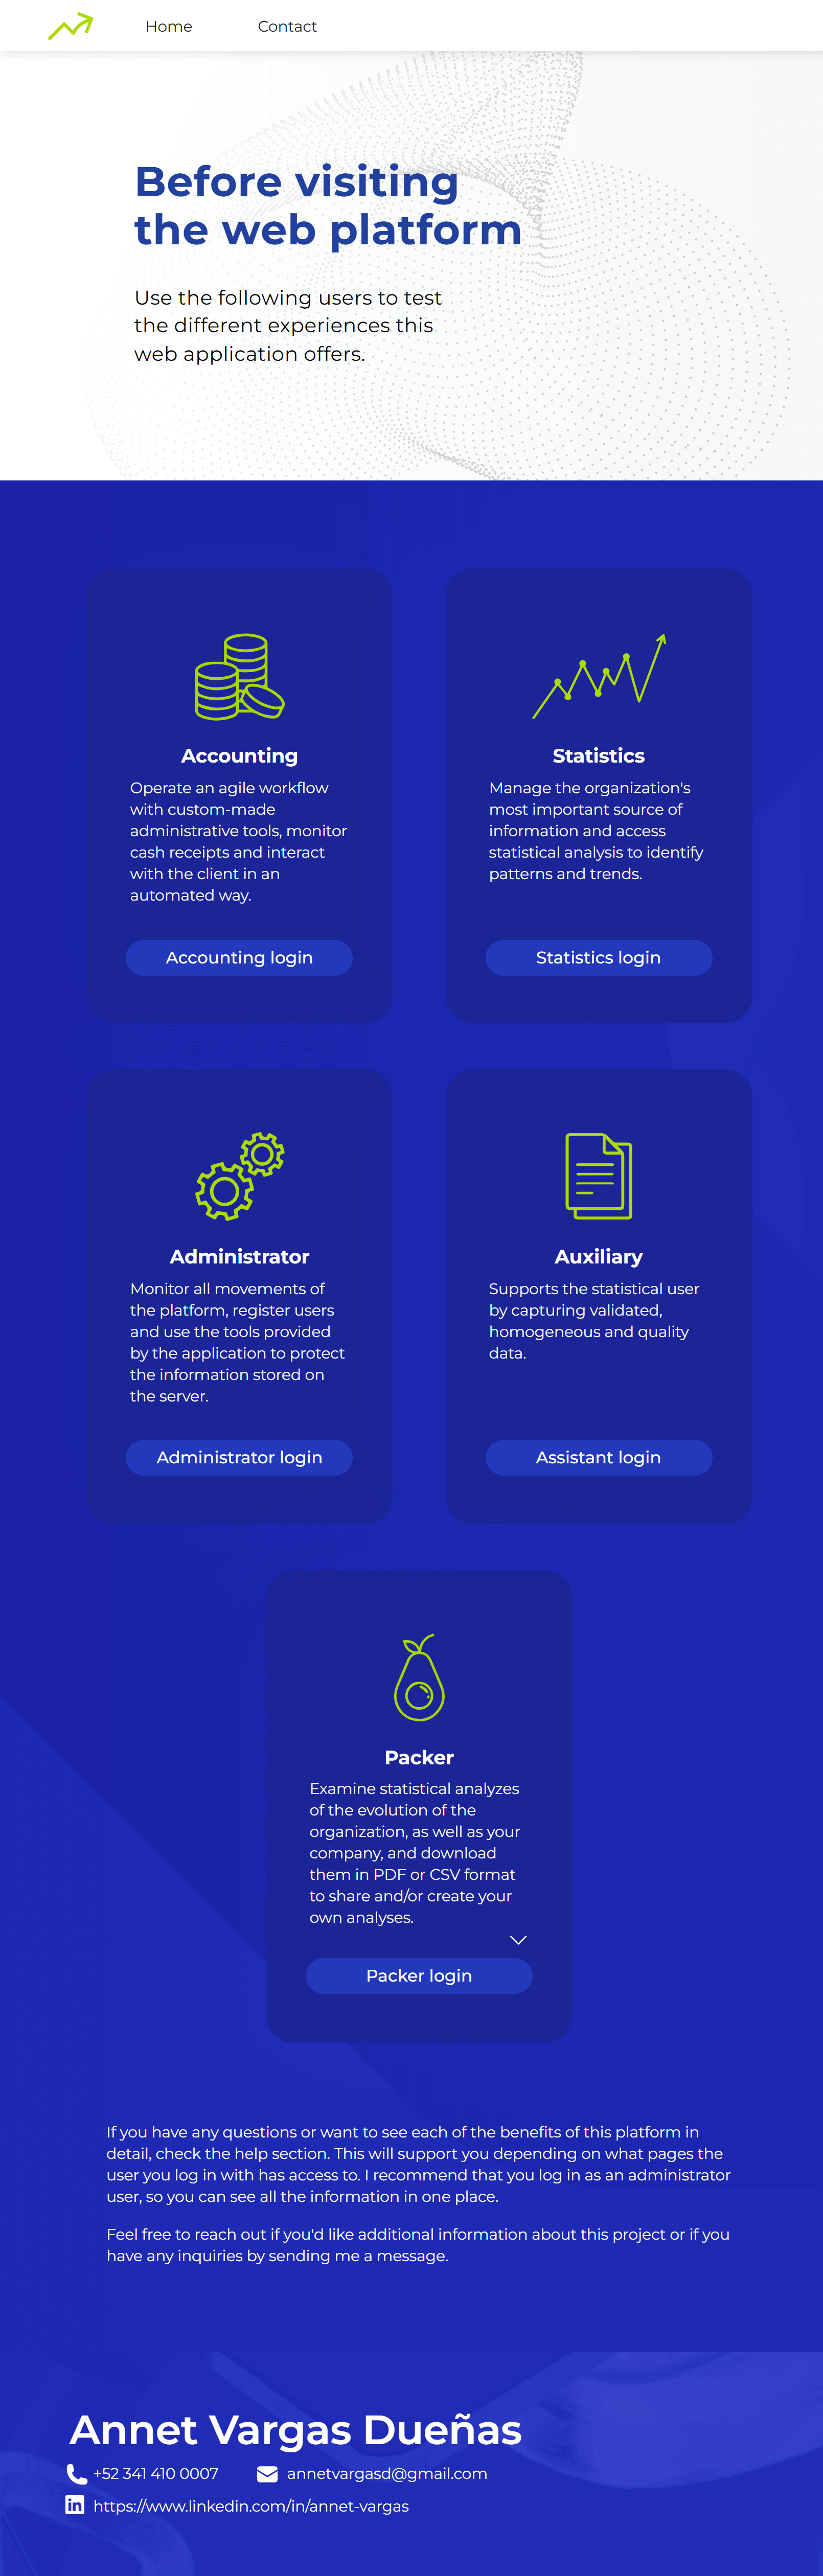 Home
Contact
Before visiting
the web platform
Use the following users to test
the different experiences this
web application offers.
Accounting
Operate an agile workflow
with custom-made
administrative tools, monitor
cash receipts and interact
with the client in an
automated way.
Accounting login
Statistics
Manage the organization's
most important source of
information and access
statistical analysis to identify
patterns and trends.
Statistics login
Administrator
Monitor all movements of
the platform, register users
and use the tools provided
by the application to protect
the information stored on
the server.
Administrator login
Auxiliary
Supports the statistical user
by capturing validated,
homogeneous and quality
data.
Assistant login
Packer
Examine statistical analyzes
of the evolution of the
organization, as well as your
company, and download
them in PDF or CSV format
to share and/or create your
own analyses.
Packer login
If you have any questions or want to see each of the benefits of this platform in
detail, check the help section. This will support you depending on what pages the
user you log in with has access to. I recommend that you log in as an administrator
user, so you can see all the information in one place.
Feel free to reach out if you'd like additional information about this project or if you
have any inquiries by sending me a message.
Annet Vargas Dueñas
+52 341 410 0007
annetvargasd@gmail.com
https://www.linkedin.com/in/annet-vargas